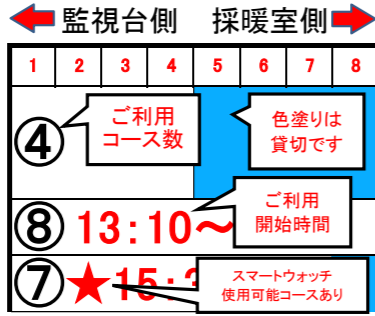 監視台側 採暖室側
1 2 3 4 5 6 7 8
④
ご利用
コース数
色塗りは
貸切です
⑧ 13:10～
ご利用
開始時間
⑦ ★15:
スマートウォッチ
使用可能コースあり